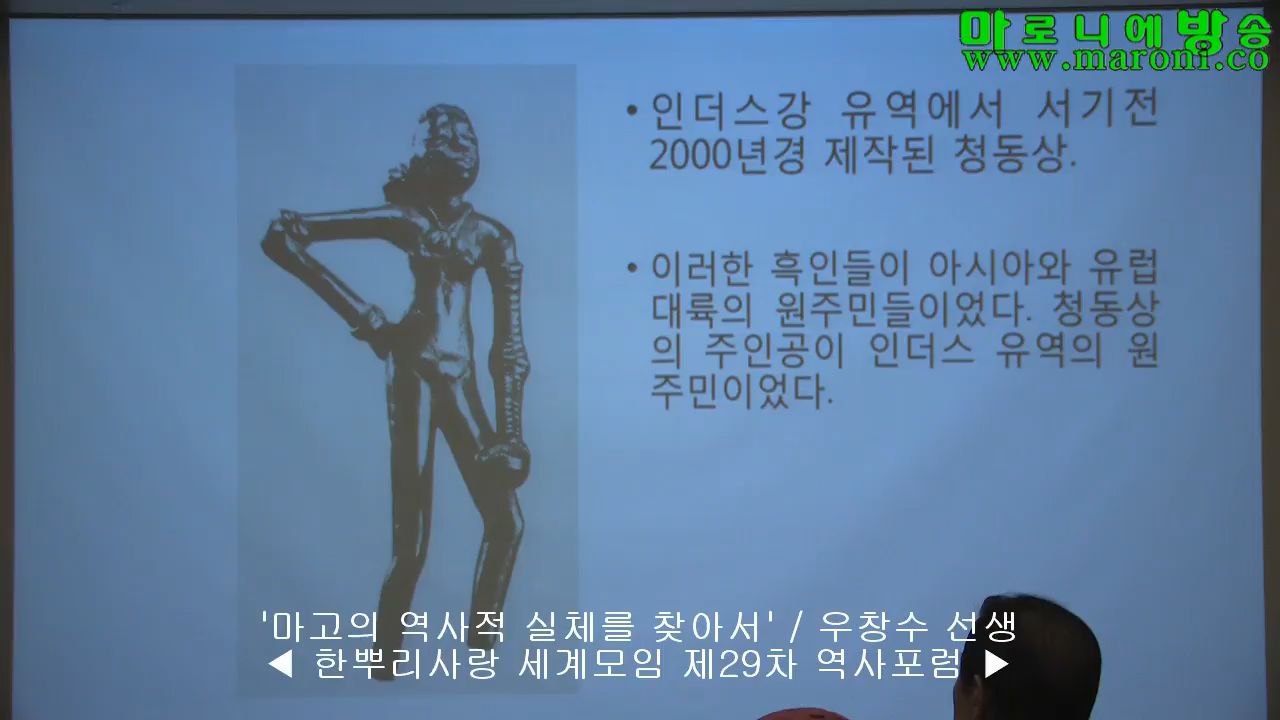 마로니에방송
www.maroni.co
• 인더스강 유역에서 서기전
2000년경 제작된 청동상.
• 이러한 흑인들이 아시아와 유럽
대륙의 원주민들이었다. 청동상
의 주인공이 인더스 유역의 원
주민이었다.
'마고의 역사적 실체를 찾아서' / 우창수 선생
◀ 한뿌리사랑 세계모임 제29차 역사포럼 ▶